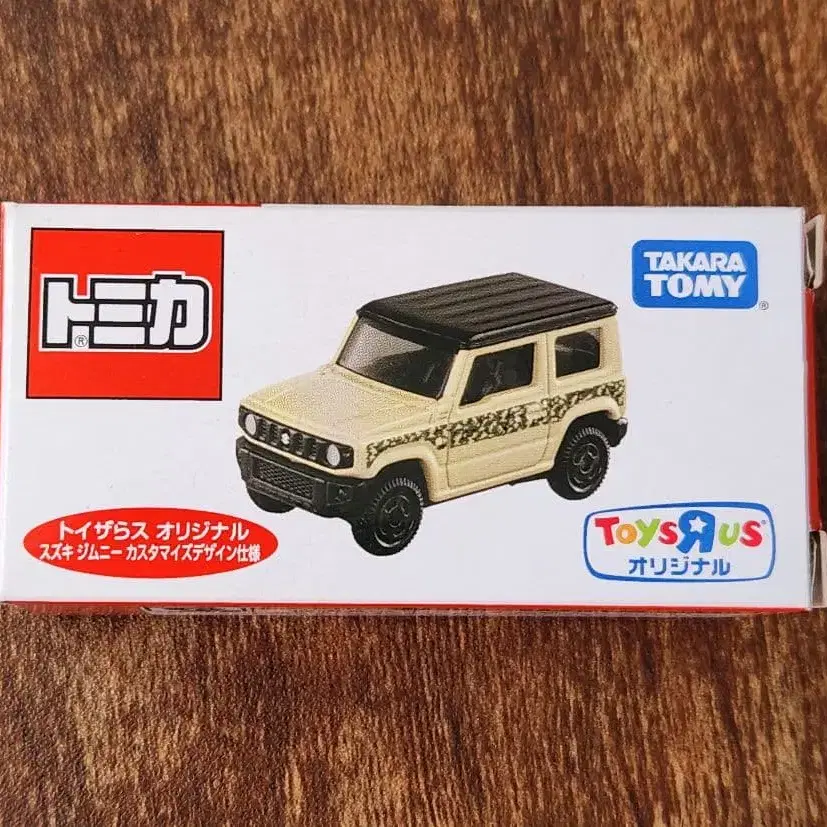 トミカ
®
TAKARA
TOMY
®
トイザらス オリジナル
スズキ ジムニー カスタマイズデザイン仕様
ToysЯus
オリジナル